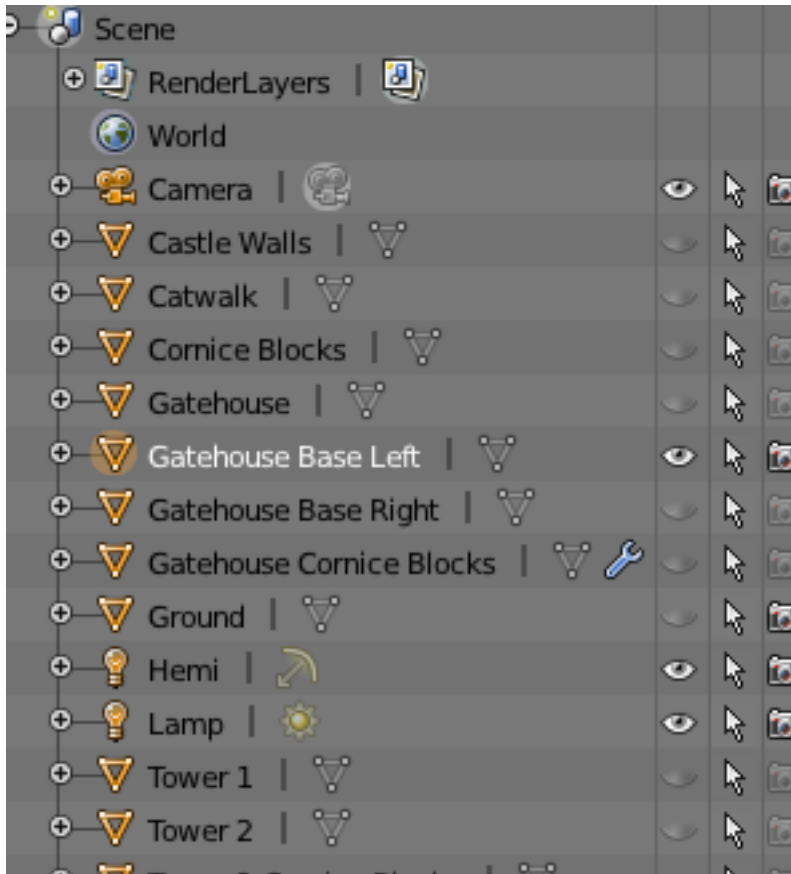 Scene
RenderLayers |
World
Camera |
Castle Walls |
Catwalk |
Cornice Blocks |
Gatehouse |
Gatehouse Base Left |
Gatehouse Base Right |
Gatehouse Cornice Blocks |
Ground |
Hemi |
Lamp |
Tower 1 |
Tower 2 |